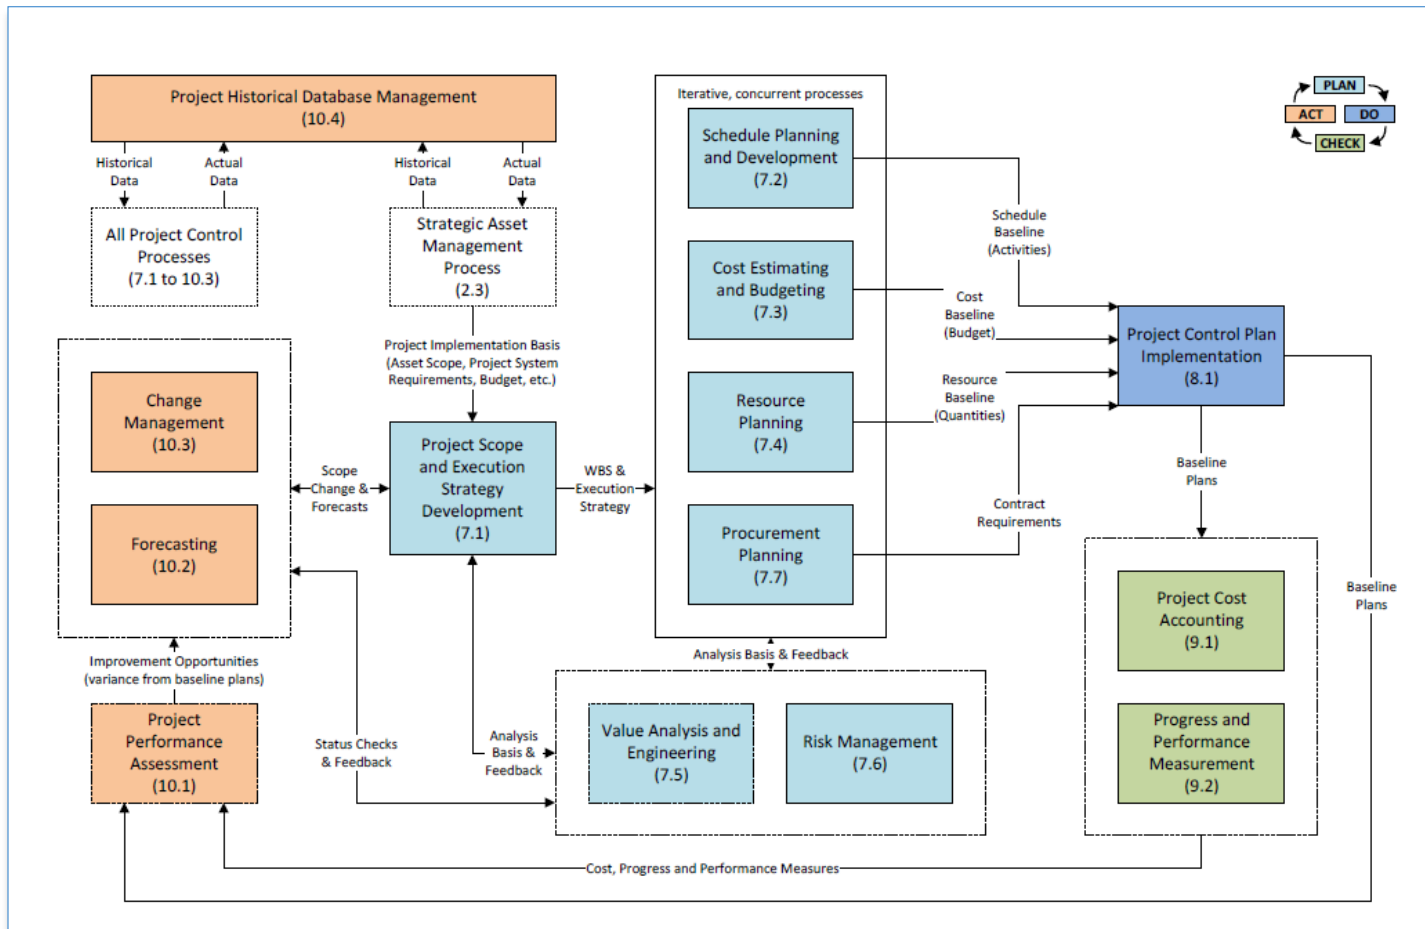 Project Historical Database Management
(10.4)
Historical
Data
Actual
Data
Historical
Data
Actual
Data
All Project Control
Processes
(7.1 to 10.3)
Strategic Asset
Management
Process
(2.3)
Project Implementation Basis
(Asset Scope, Project System
Requirements, Budget, etc.)
Change
Management
(10.3)
Forecasting
(10.2)
Scope
Change &
Forecasts
Project Scope
and Execution
Strategy
Development
(7.1)
WBS &
Execution
Strategy
Improvement Opportunities
(variance from baseline plans)
Project
Performance
Assessment
(10.1)
Status Checks
& Feedback
Analysis
Basis &
Feedback
Iterative, concurrent processes
Schedule Planning
and Development
(7.2)
Cost Estimating
and Budgeting
(7.3)
Resource
Planning
(7.4)
Procurement
Planning
(7.7)
Analysis Basis & Feedback
Value Analysis and
Engineering
(7.5)
Risk Management
(7.6)
Schedule
Baseline
(Activities)
Cost
Baseline
(Budget)
Resource
Baseline
(Quantities)
Contract
Requirements
PLAN
ACT
DO
CHECK
Project Control Plan
Implementation
(8.1)
Baseline
Plans
Project Cost
Accounting
(9.1)
Progress and
Performance
Measurement
(9.2)
Baseline
Plans
Cost, Progress and Performance Measures